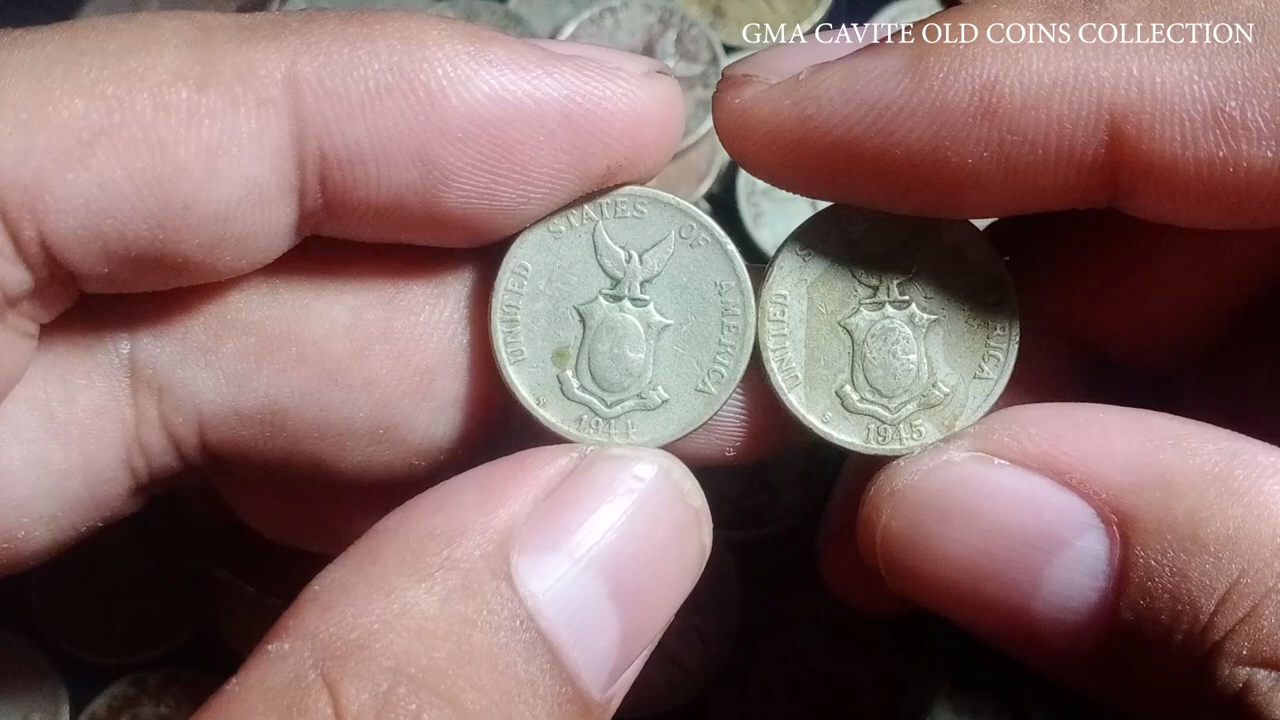 GMA CAVITE OLD COINS COLLECTION
UNITED STATES OF AMERICA
S
1944
UNITED
S
1945